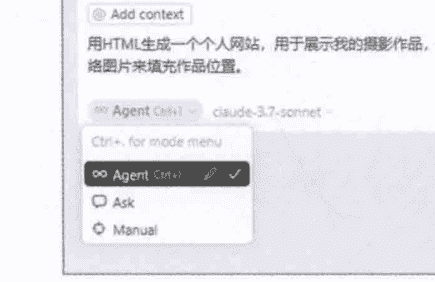 @ Add context
用HTML生成一个个人网站，用于展示我的摄影作品，
络图片来填充作品位置。
∞ Agent Ctrl+I claude-3.7-sonnet
Ctrl+. for mode menu
∞ Agent Ctrl+I
Ask
Manual